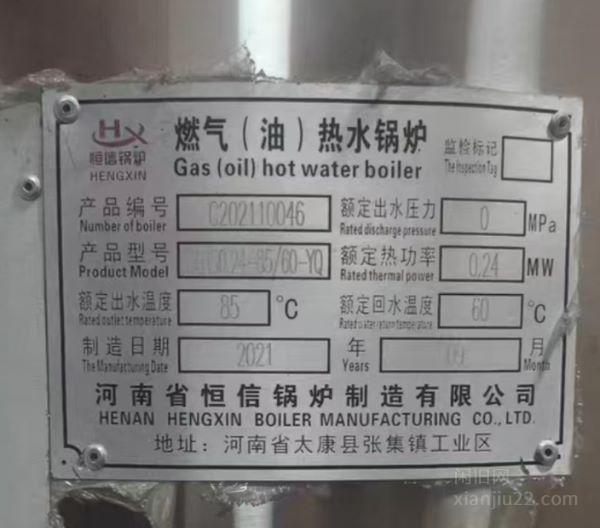 HX
恒信锅炉
HENGXIN
燃气（油）热水锅炉
Gas (oil) hot water boiler
监检标记
The Inspection Tag
产品编号 C202110046 额定出水压力 0 MPa
Number of boiler Rated discharge pressure
产品型号 0.24-85/60-YQ 额定热功率 0.24 MW
Product Model Rated thermal power
额定出水温度 85 °C 额定回水温度 60 °C
Rated outlet temperature Rated water return temperature
制造日期 2021 年 09 月
The Manufacturing Date Years Month
河南省恒信锅炉制造有限公司
HENAN HENGXIN BOILER MANUFACTURING CO.,LTD.
地址：河南省太康县张集镇工业区
闲旧网
xianjiu22.com